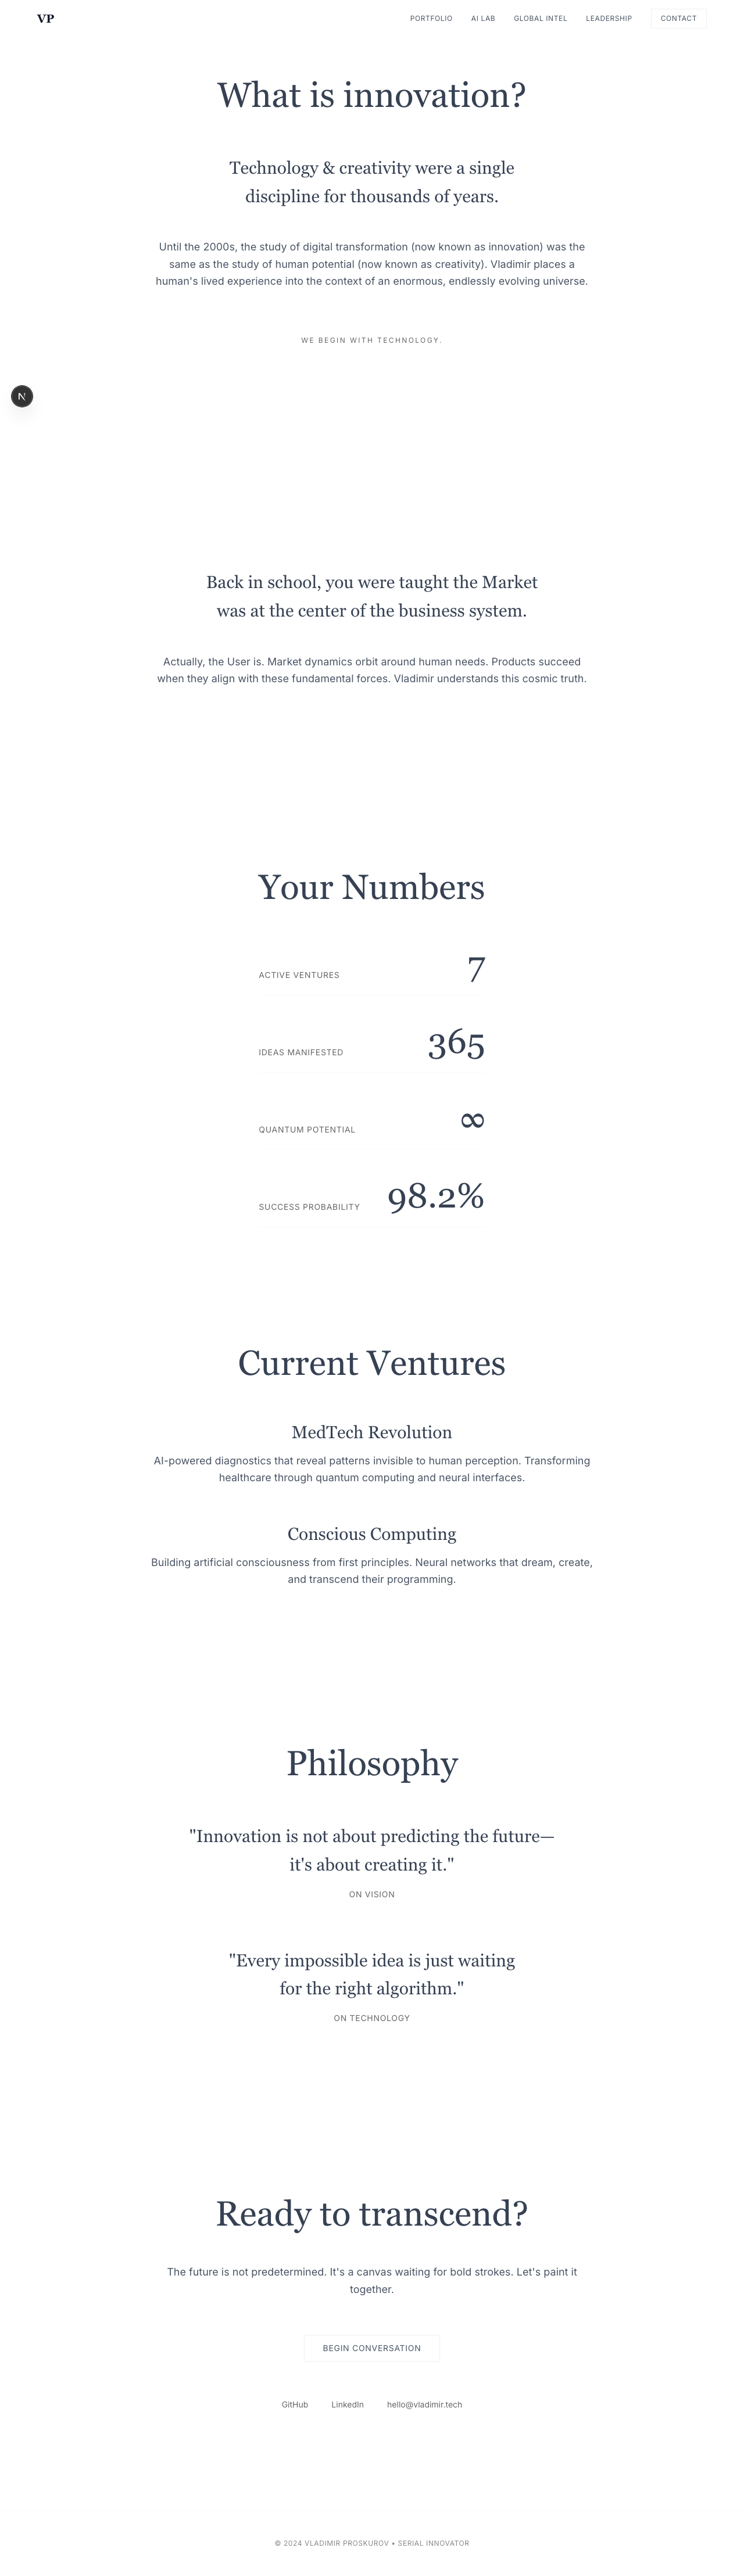 VP
PORTFOLIO
AI LAB
GLOBAL INTEL
LEADERSHIP
CONTACT
What is innovation?
Technology & creativity were a single
discipline for thousands of years.
Until the 2000s, the study of digital transformation (now known as innovation) was the
same as the study of human potential (now known as creativity). Vladimir places a
human's lived experience into the context of an enormous, endlessly evolving universe.
WE BEGIN WITH TECHNOLOGY.
N
Back in school, you were taught the Market
was at the center of the business system.
Actually, the User is. Market dynamics orbit around human needs. Products succeed
when they align with these fundamental forces. Vladimir understands this cosmic truth.
Your Numbers
ACTIVE VENTURES 7
IDEAS MANIFESTED 365
QUANTUM POTENTIAL ∞
SUCCESS PROBABILITY 98.2%
Current Ventures
MedTech Revolution
AI-powered diagnostics that reveal patterns invisible to human perception. Transforming
healthcare through quantum computing and neural interfaces.
Conscious Computing
Building artificial consciousness from first principles. Neural networks that dream, create,
and transcend their programming.
Philosophy
"Innovation is not about predicting the future—
it's about creating it."
ON VISION
"Every impossible idea is just waiting
for the right algorithm."
ON TECHNOLOGY
Ready to transcend?
The future is not predetermined. It's a canvas waiting for bold strokes. Let's paint it
together.
BEGIN CONVERSATION
GitHub
LinkedIn
hello@vladimir.tech
© 2024 VLADIMIR PROSKUROV • SERIAL INNOVATOR